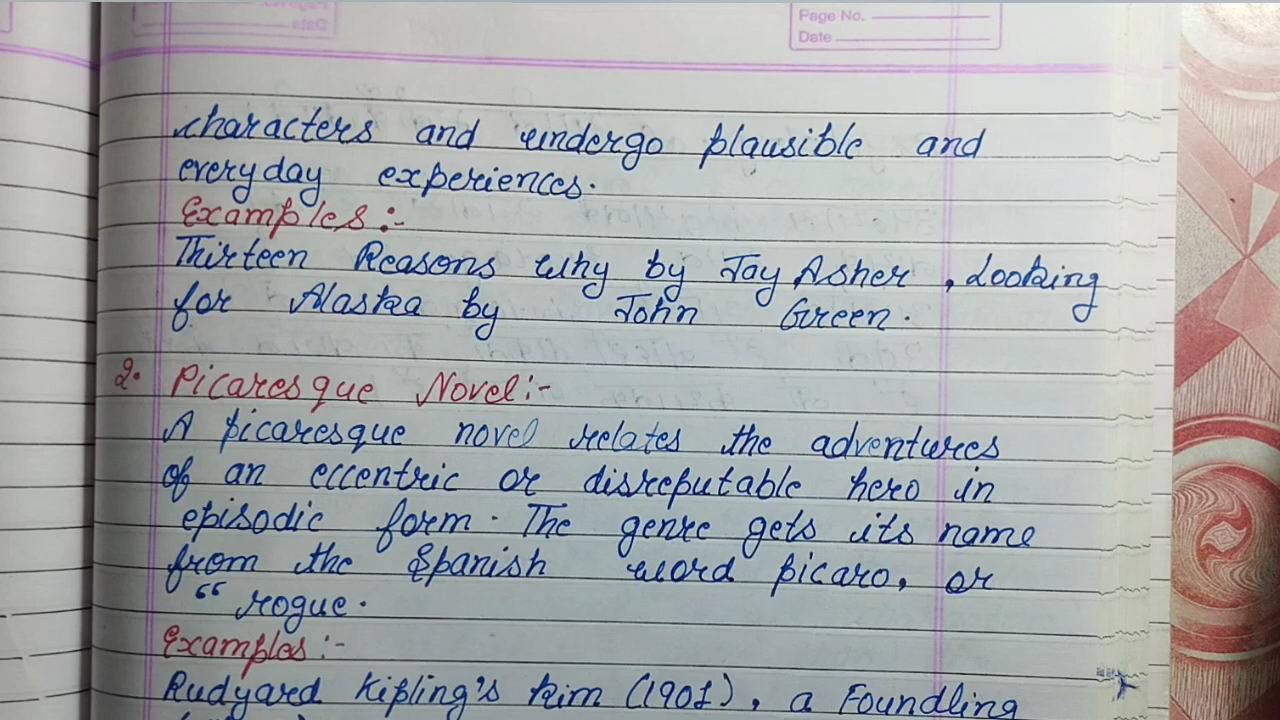 Page No.
Date
characters and undergo plausible and
everyday experiences.
Examples :-
Thirteen Reasons Why by Jay Asher, Looking
for Alaska by John Green.
2. Picaresque Novel :-
A picaresque novel relates the adventures
of an eccentric or disreputable hero in
episodic form. The genre gets its name
from the Spanish word picaro, or
“ rogue.
Examples :-
Rudyard Kipling's Kim (1901), a Foundling